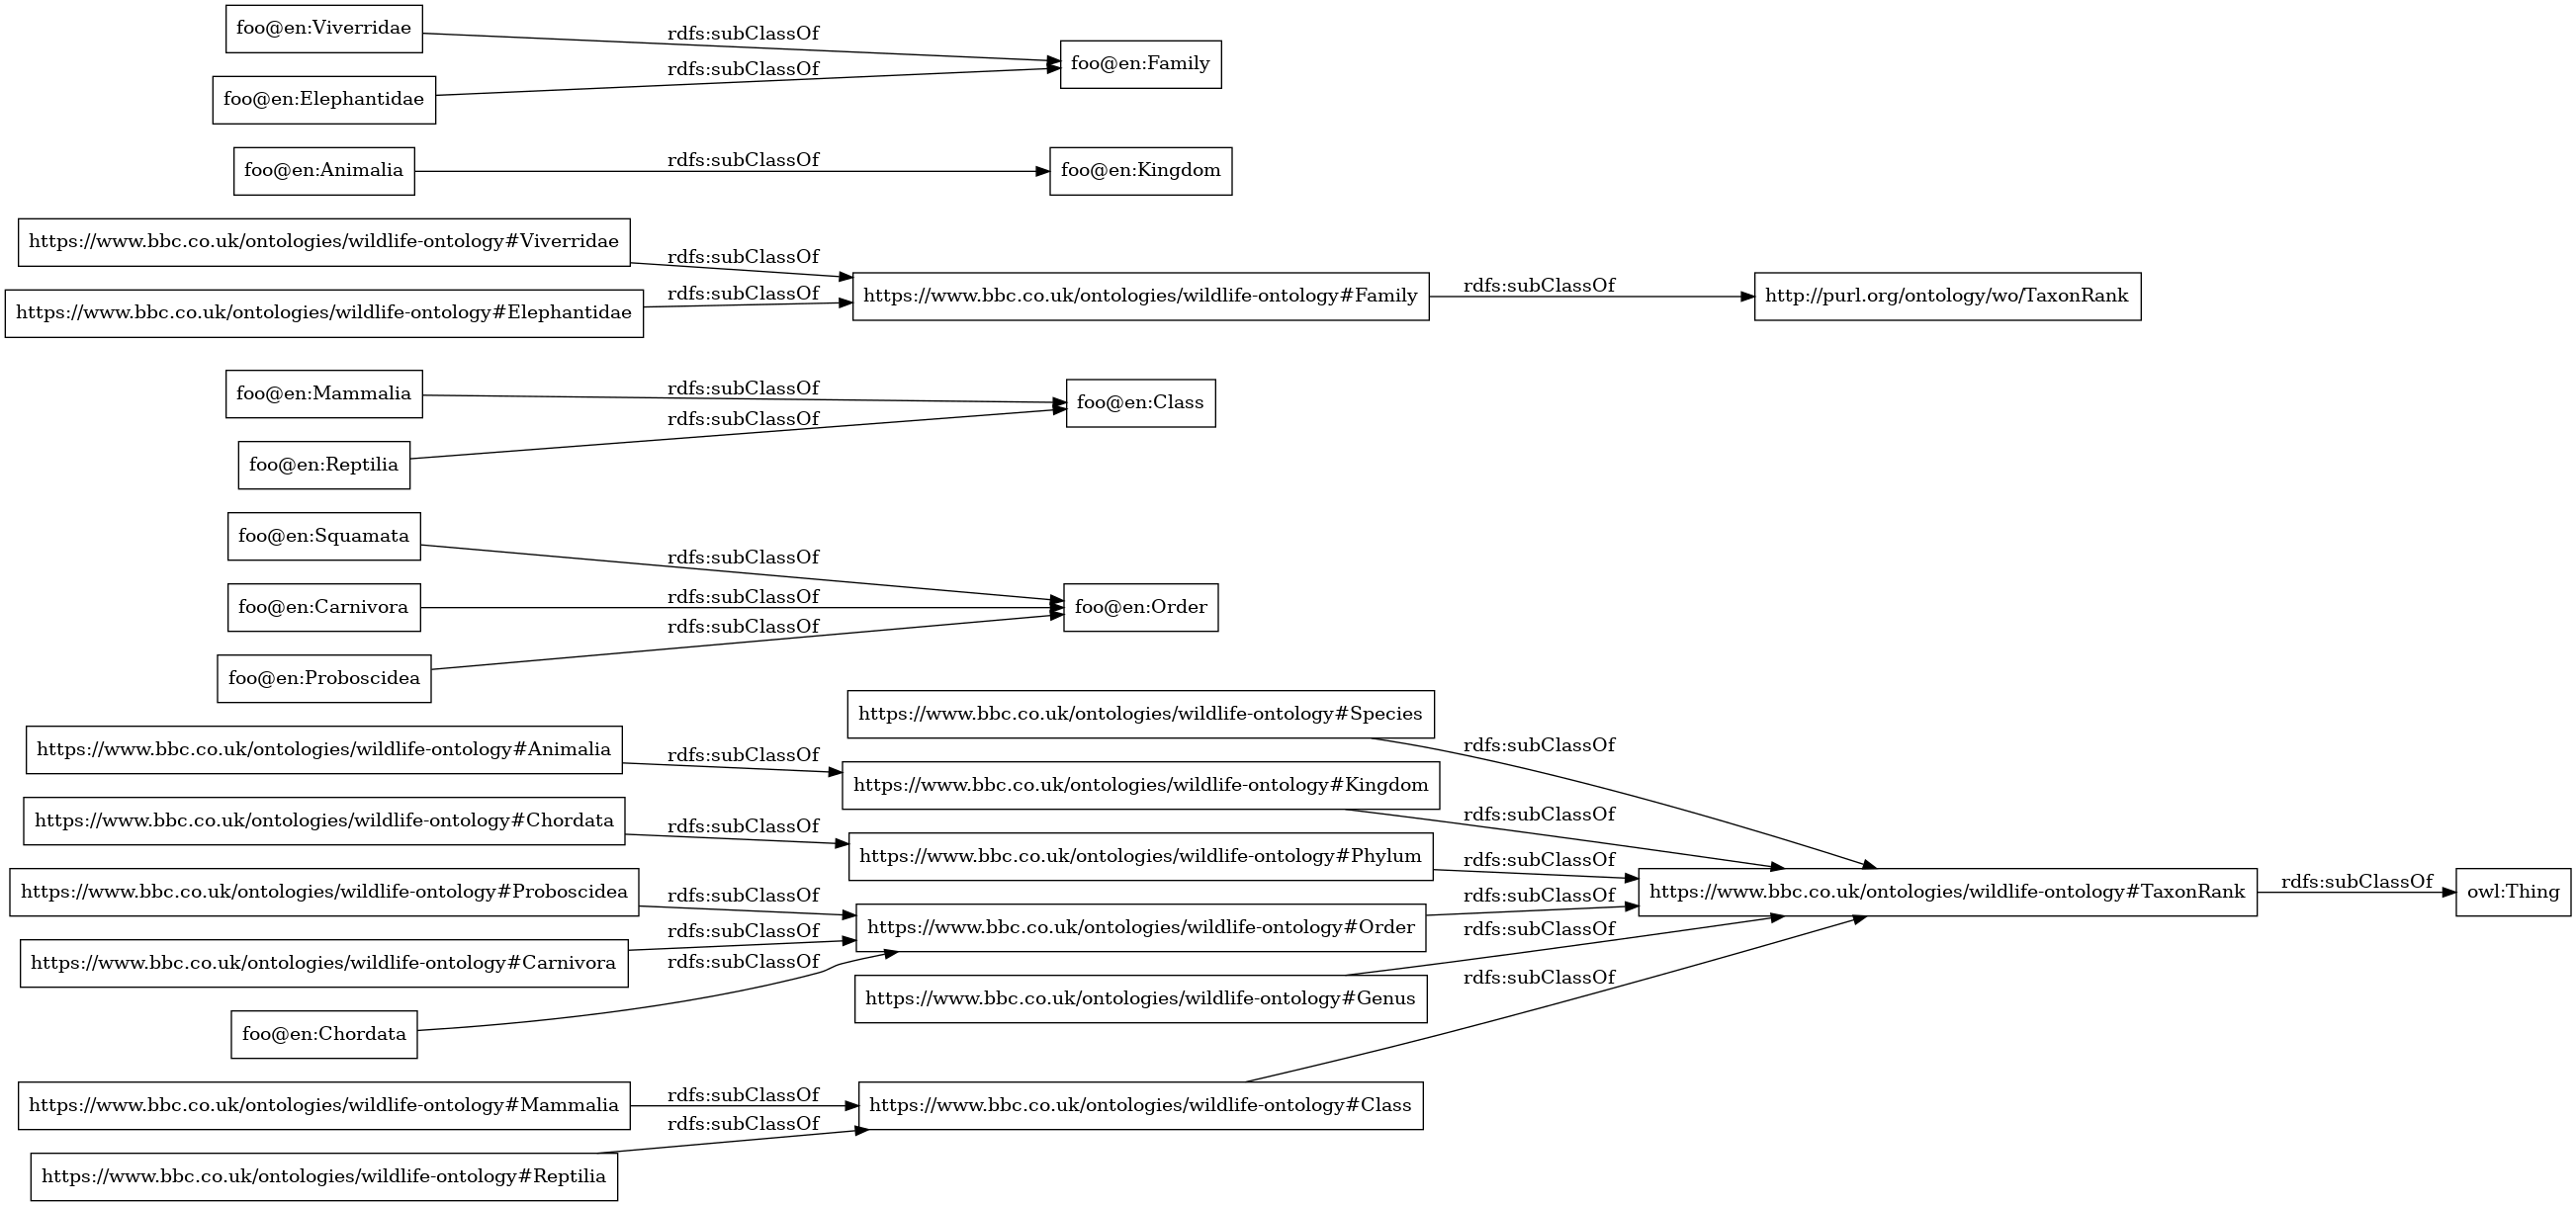 foo@en:Viverridae
rdfs:subClassOf
foo@en:Family
foo@en:Elephantidae
rdfs:subClassOf
foo@en:Animalia
rdfs:subClassOf
foo@en:Kingdom
https://www.bbc.co.uk/ontologies/wildlife-ontology#Viverridae
rdfs:subClassOf
https://www.bbc.co.uk/ontologies/wildlife-ontology#Elephantidae
rdfs:subClassOf
https://www.bbc.co.uk/ontologies/wildlife-ontology#Family
rdfs:subClassOf
http://purl.org/ontology/wo/TaxonRank
foo@en:Mammalia
rdfs:subClassOf
foo@en:Class
foo@en:Reptilia
rdfs:subClassOf
foo@en:Squamata
rdfs:subClassOf
foo@en:Carnivora
rdfs:subClassOf
foo@en:Order
foo@en:Proboscidea
rdfs:subClassOf
https://www.bbc.co.uk/ontologies/wildlife-ontology#Species
rdfs:subClassOf
https://www.bbc.co.uk/ontologies/wildlife-ontology#Animalia
rdfs:subClassOf
https://www.bbc.co.uk/ontologies/wildlife-ontology#Kingdom
rdfs:subClassOf
https://www.bbc.co.uk/ontologies/wildlife-ontology#Chordata
rdfs:subClassOf
https://www.bbc.co.uk/ontologies/wildlife-ontology#Phylum
rdfs:subClassOf
https://www.bbc.co.uk/ontologies/wildlife-ontology#Proboscidea
rdfs:subClassOf
https://www.bbc.co.uk/ontologies/wildlife-ontology#TaxonRank
rdfs:subClassOf
owl:Thing
https://www.bbc.co.uk/ontologies/wildlife-ontology#Carnivora
rdfs:subClassOf
https://www.bbc.co.uk/ontologies/wildlife-ontology#Order
rdfs:subClassOf
foo@en:Chordata
rdfs:subClassOf
https://www.bbc.co.uk/ontologies/wildlife-ontology#Genus
rdfs:subClassOf
https://www.bbc.co.uk/ontologies/wildlife-ontology#Mammalia
rdfs:subClassOf
https://www.bbc.co.uk/ontologies/wildlife-ontology#Class
rdfs:subClassOf
https://www.bbc.co.uk/ontologies/wildlife-ontology#Reptilia
rdfs:subClassOf